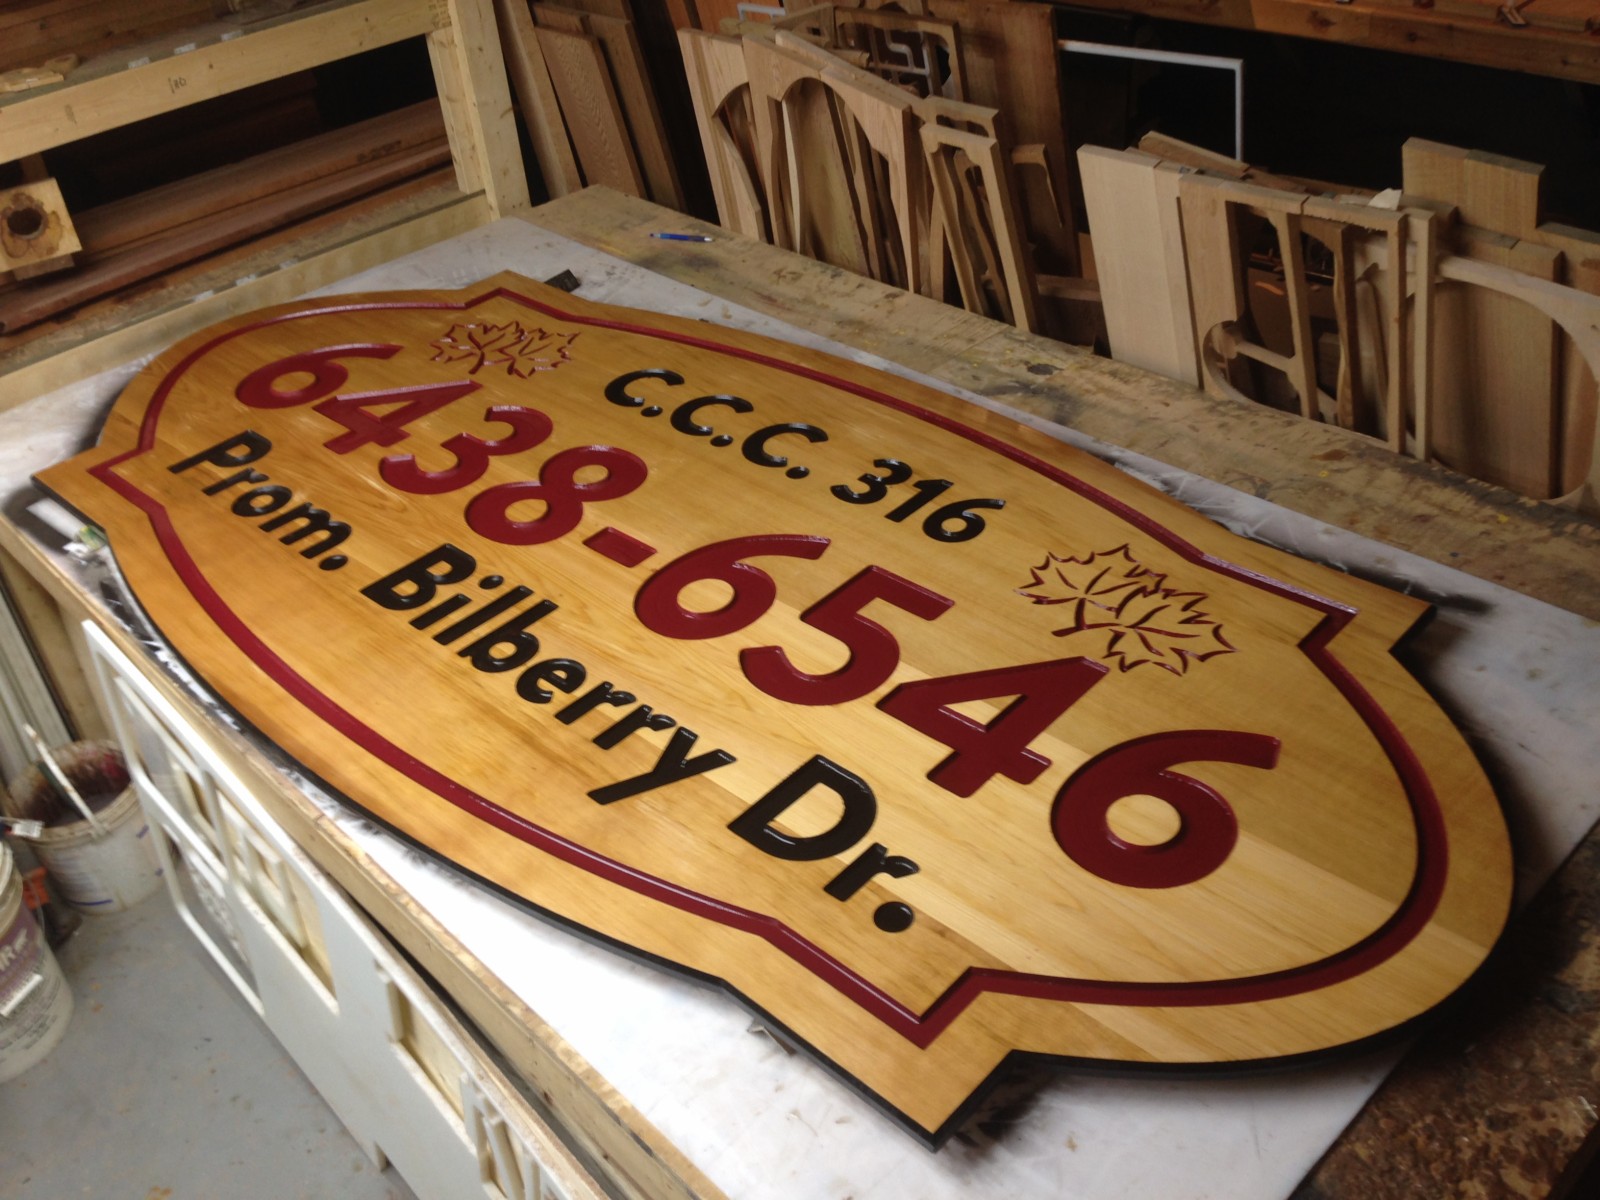 C.C.C. 316
6438-6546
Prom. Bilberry Dr.